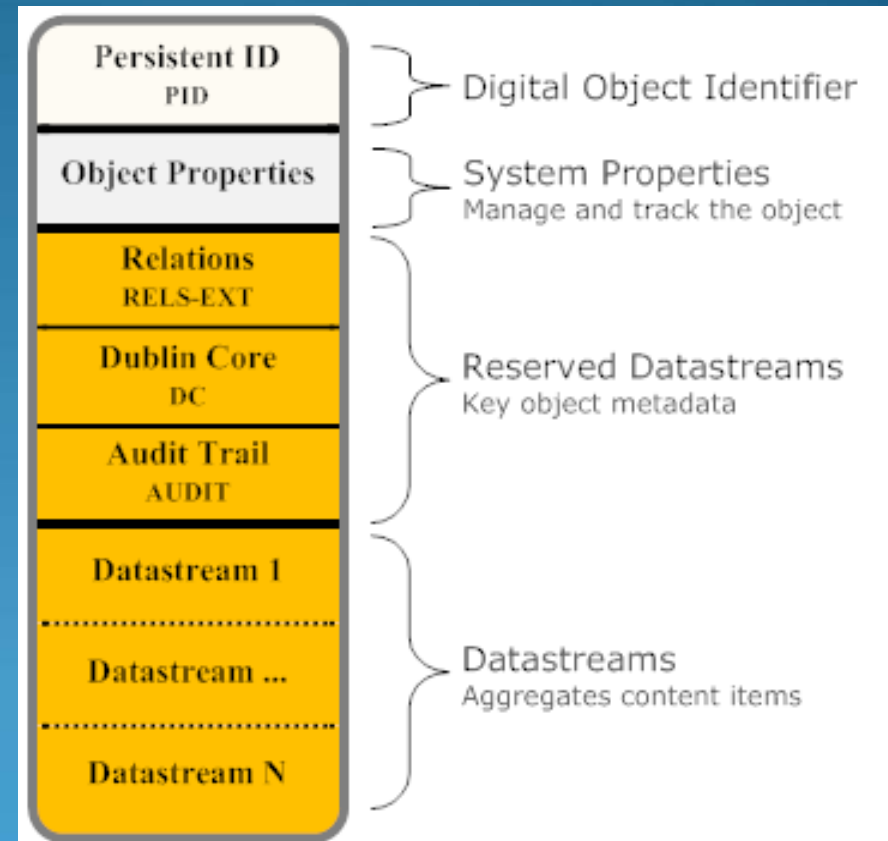 Persistent ID
PID
Digital Object Identifier
Object Properties
System Properties
Manage and track the object
Relations
RELS-EXT
Dublin Core
DC
Audit Trail
AUDIT
Reserved Datastreams
Key object metadata
Datastream 1
Datastream ...
Datastream N
Datastreams
Aggregates content items